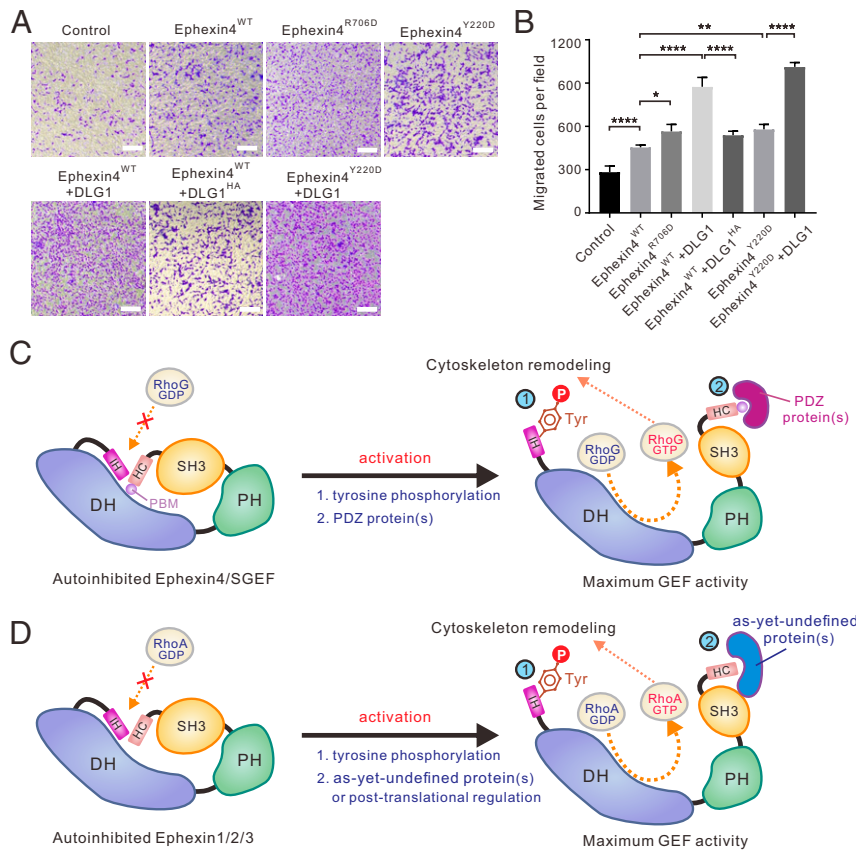 A
Control
Ephexin4WT
Ephexin4R706D
Ephexin4Y220D
Ephexin4WT
+DLG1
Ephexin4WT
+DLG1HA
Ephexin4Y220D
+DLG1
B
Migrated cells per field
1200
600
600
300
0
**
**** ****
****
*
****
Control
Ephexin4WT
Ephexin4R706D
Ephexin4WT +DLG1
Ephexin4WT +DLG1HA
Ephexin4Y220D
Ephexin4Y220D +DLG1
C
RhoG
GDP
IH
HC
SH3
DH
PBM
PH
Autoinhibited Ephexin4/SGEF
activation
1. tyrosine phosphorylation
2. PDZ protein(s)
Cytoskeleton remodeling
1
P
Tyr
IH
RhoG
GDP
RhoG
GTP
2
HC
PDZ
protein(s)
SH3
DH
PH
Maximum GEF activity
D
RhoA
GDP
IH
HC
SH3
DH
PH
Autoinhibited Ephexin1/2/3
activation
1. tyrosine phosphorylation
2. as-yet-undefined protein(s)
or post-translational regulation
Cytoskeleton remodeling
1
P
Tyr
IH
RhoA
GDP
RhoA
GTP
2
HC
as-yet-undefined
protein(s)
SH3
DH
PH
Maximum GEF activity